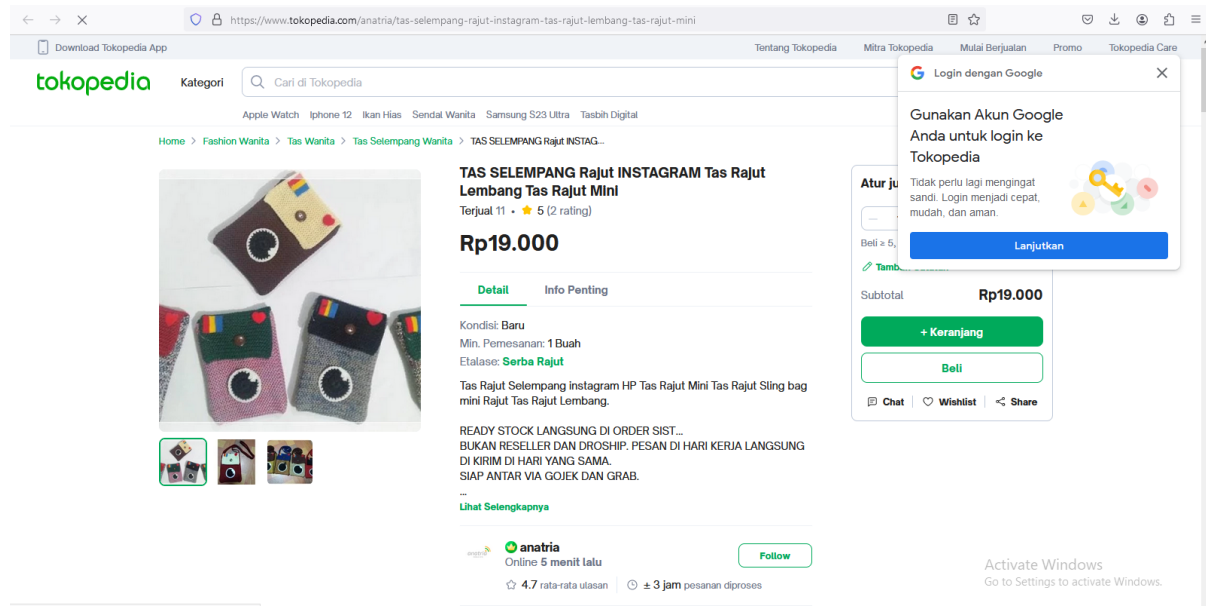 https://www.tokopedia.com/anatria/tas-selempang-rajut-instagram-tas-rajut-lembang-tas-rajut-mini
Download Tokopedia App
Tentang Tokopedia
Mitra Tokopedia
Mulai Berjualan
Promo
Tokopedia Care
tokopedia
Kategori
Cari di Tokopedia
Apple Watch Iphone 12 Ikan Hias Sendal Wanita Samsung S23 Ultra Tasbih Digital
Home > Fashion Wanita > Tas Wanita > Tas Selempang Wanita > TAS SELEMPANG Rajut INSTAG...
TAS SELEMPANG Rajut INSTAGRAM Tas Rajut
Lembang Tas Rajut MIni
Terjual 11 • 5 (2 rating)
Rp19.000
Detail
Info Penting
Kondisi: Baru
Min. Pemesanan: 1 Buah
Etalase: Serba Rajut
Tas Rajut Selempang instagram HP Tas Rajut Mini Tas Rajut Sling bag
mini Rajut Tas Rajut Lembang.
READY STOCK LANGSUNG DI ORDER SIST...
BUKAN RESELLER DAN DROSHIP. PESAN DI HARI KERJA LANGSUNG
DI KIRIM DI HARI YANG SAMA.
SIAP ANTAR VIA GOJEK DAN GRAB.
...
Lihat Selengkapnya
anatria
Online 5 menit lalu
Follow
4.7 rata-rata ulasan
± 3 jam pesanan diproses
Login dengan Google
Gunakan Akun Google
Anda untuk login ke
Tokopedia
Tidak perlu lagi mengingat
sandi. Login menjadi cepat,
mudah, dan aman.
Lanjutkan
Atur ju
Beli ≥ 5,
Subtotal
Rp19.000
+ Keranjang
Beli
Chat
Wishlist
Share
Activate Windows
Go to Settings to activate Windows.